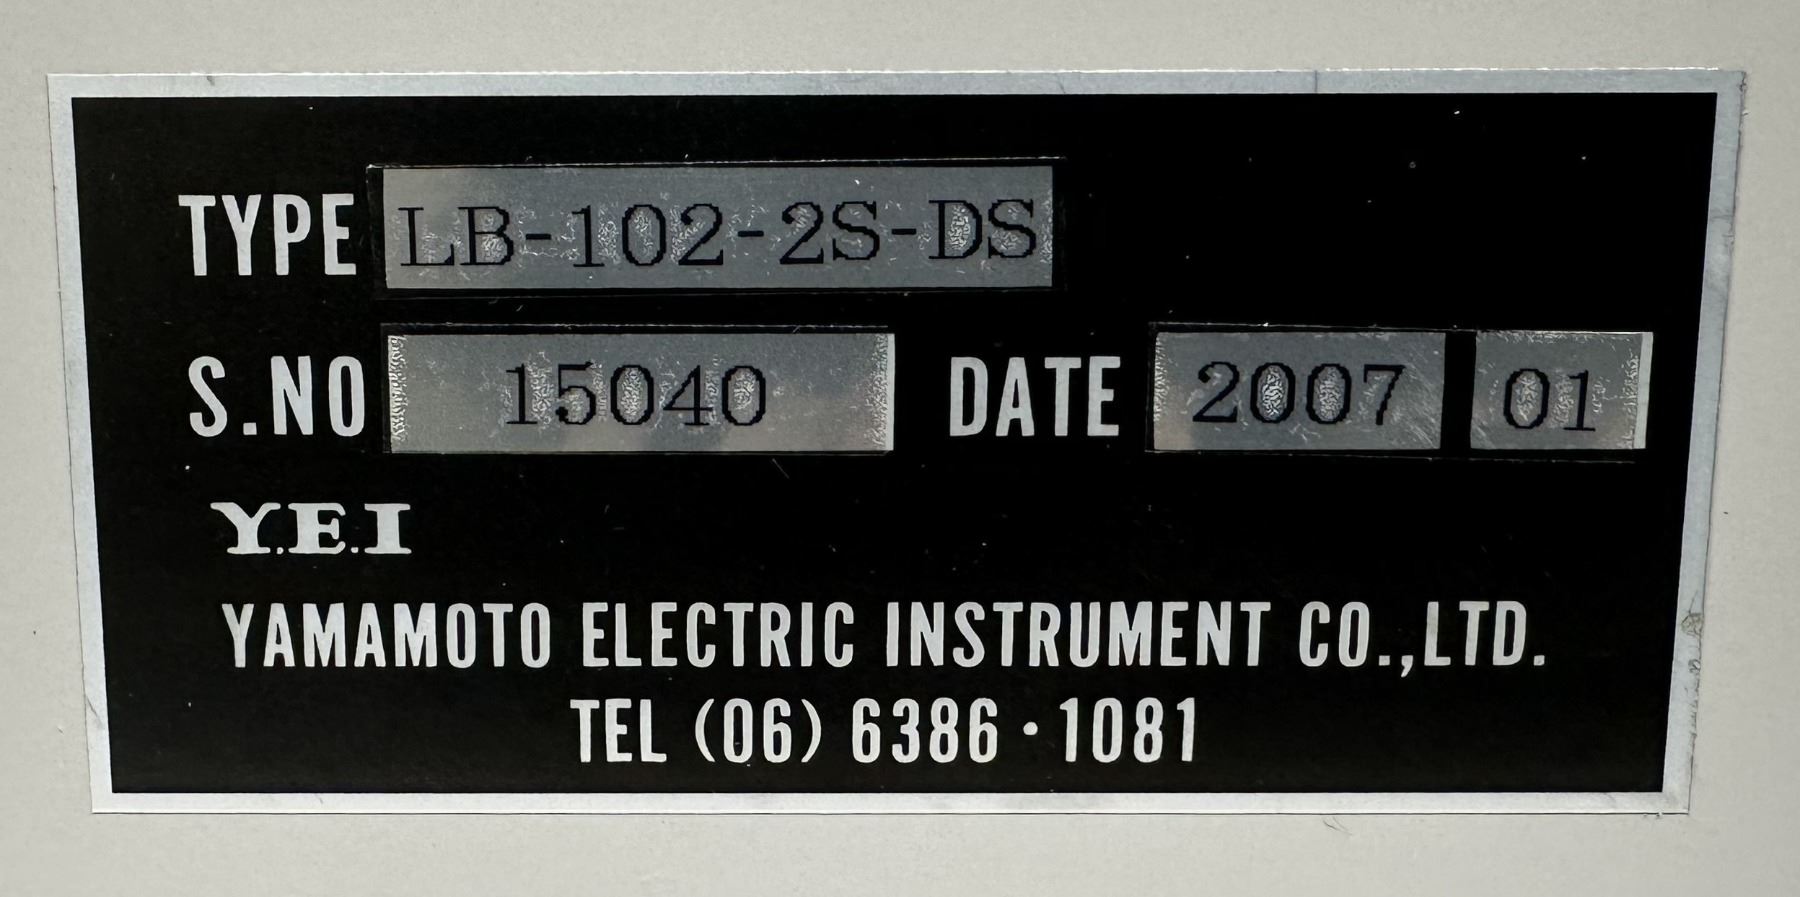 TYPE LB-102-2S-DS
S.NO 15040 DATE 2007 01
Y.E.I
YAMAMOTO ELECTRIC INSTRUMENT CO.,LTD.
TEL (06) 6386・1081